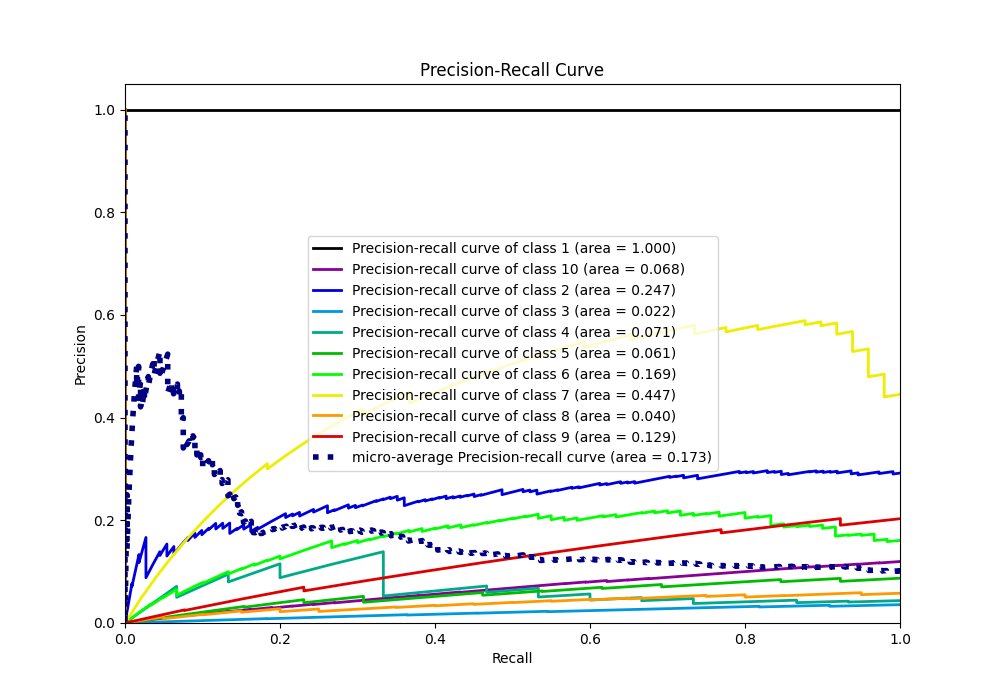 Precision-Recall Curve
1.0
0.8
0.6
0.4
0.2
0.0
Precision
Precision-recall curve of class 1 (area = 1.000)
Precision-recall curve of class 10 (area = 0.068)
Precision-recall curve of class 2 (area = 0.247)
Precision-recall curve of class 3 (area = 0.022)
Precision-recall curve of class 4 (area = 0.071)
Precision-recall curve of class 5 (area = 0.061)
Precision-recall curve of class 6 (area = 0.169)
Precision-recall curve of class 7 (area = 0.447)
Precision-recall curve of class 8 (area = 0.040)
Precision-recall curve of class 9 (area = 0.129)
micro-average Precision-recall curve (area = 0.173)
0.0 0.2 0.4 0.6 0.8 1.0
Recall